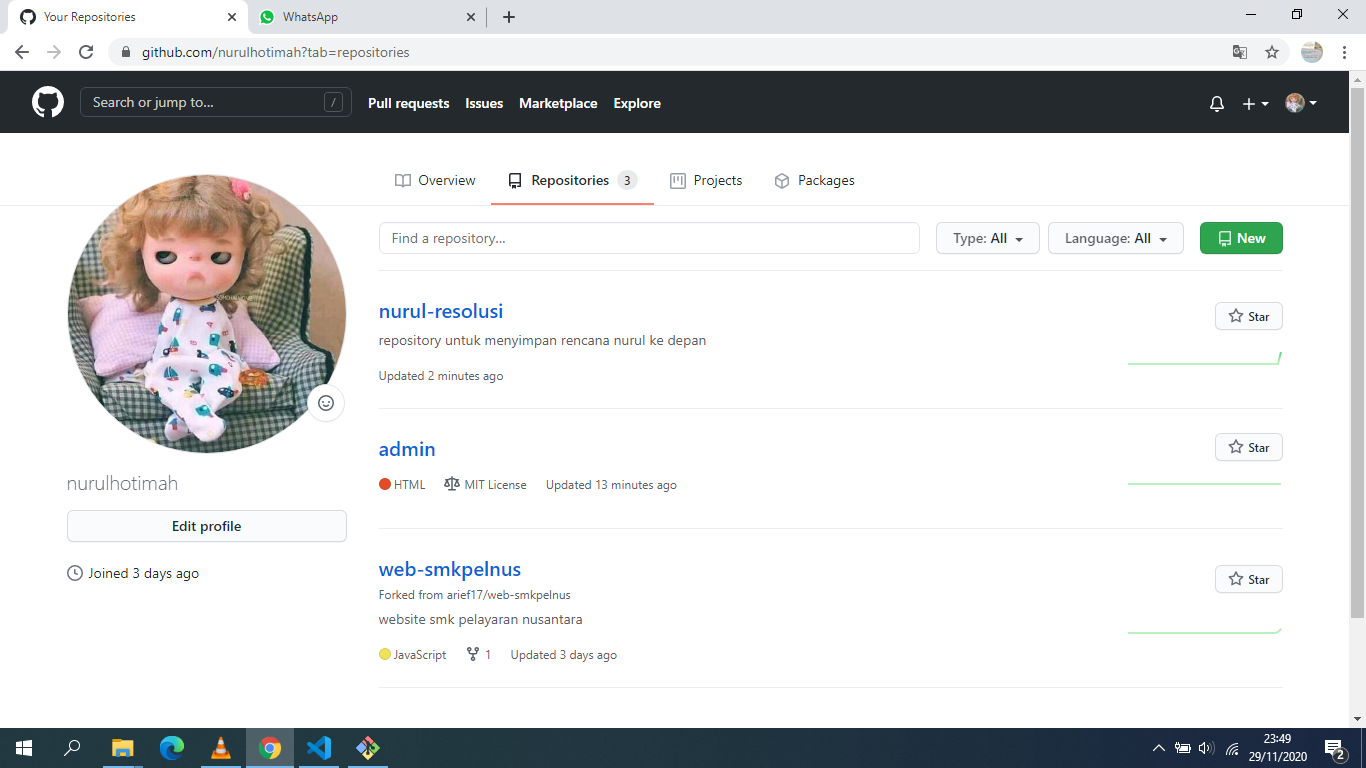 Your Repositories
WhatsApp
github.com/nurulhotimah?tab=repositories
Search or jump to... /
Pull requests Issues Marketplace Explore
Overview Repositories 3 Projects Packages
Find a repository... Type: All Language: All New
nurul-resolusi
Star
repository untuk menyimpan rencana nurul ke depan
Updated 2 minutes ago
admin
Star
HTML MIT License Updated 13 minutes ago
web-smkpelnus
Star
Forked from arief17/web-smkpelnus
website smk pelayaran nusantara
JavaScript 1 Updated 3 days ago
nurulhotimah
Edit profile
Joined 3 days ago
23:49
29/11/2020
2